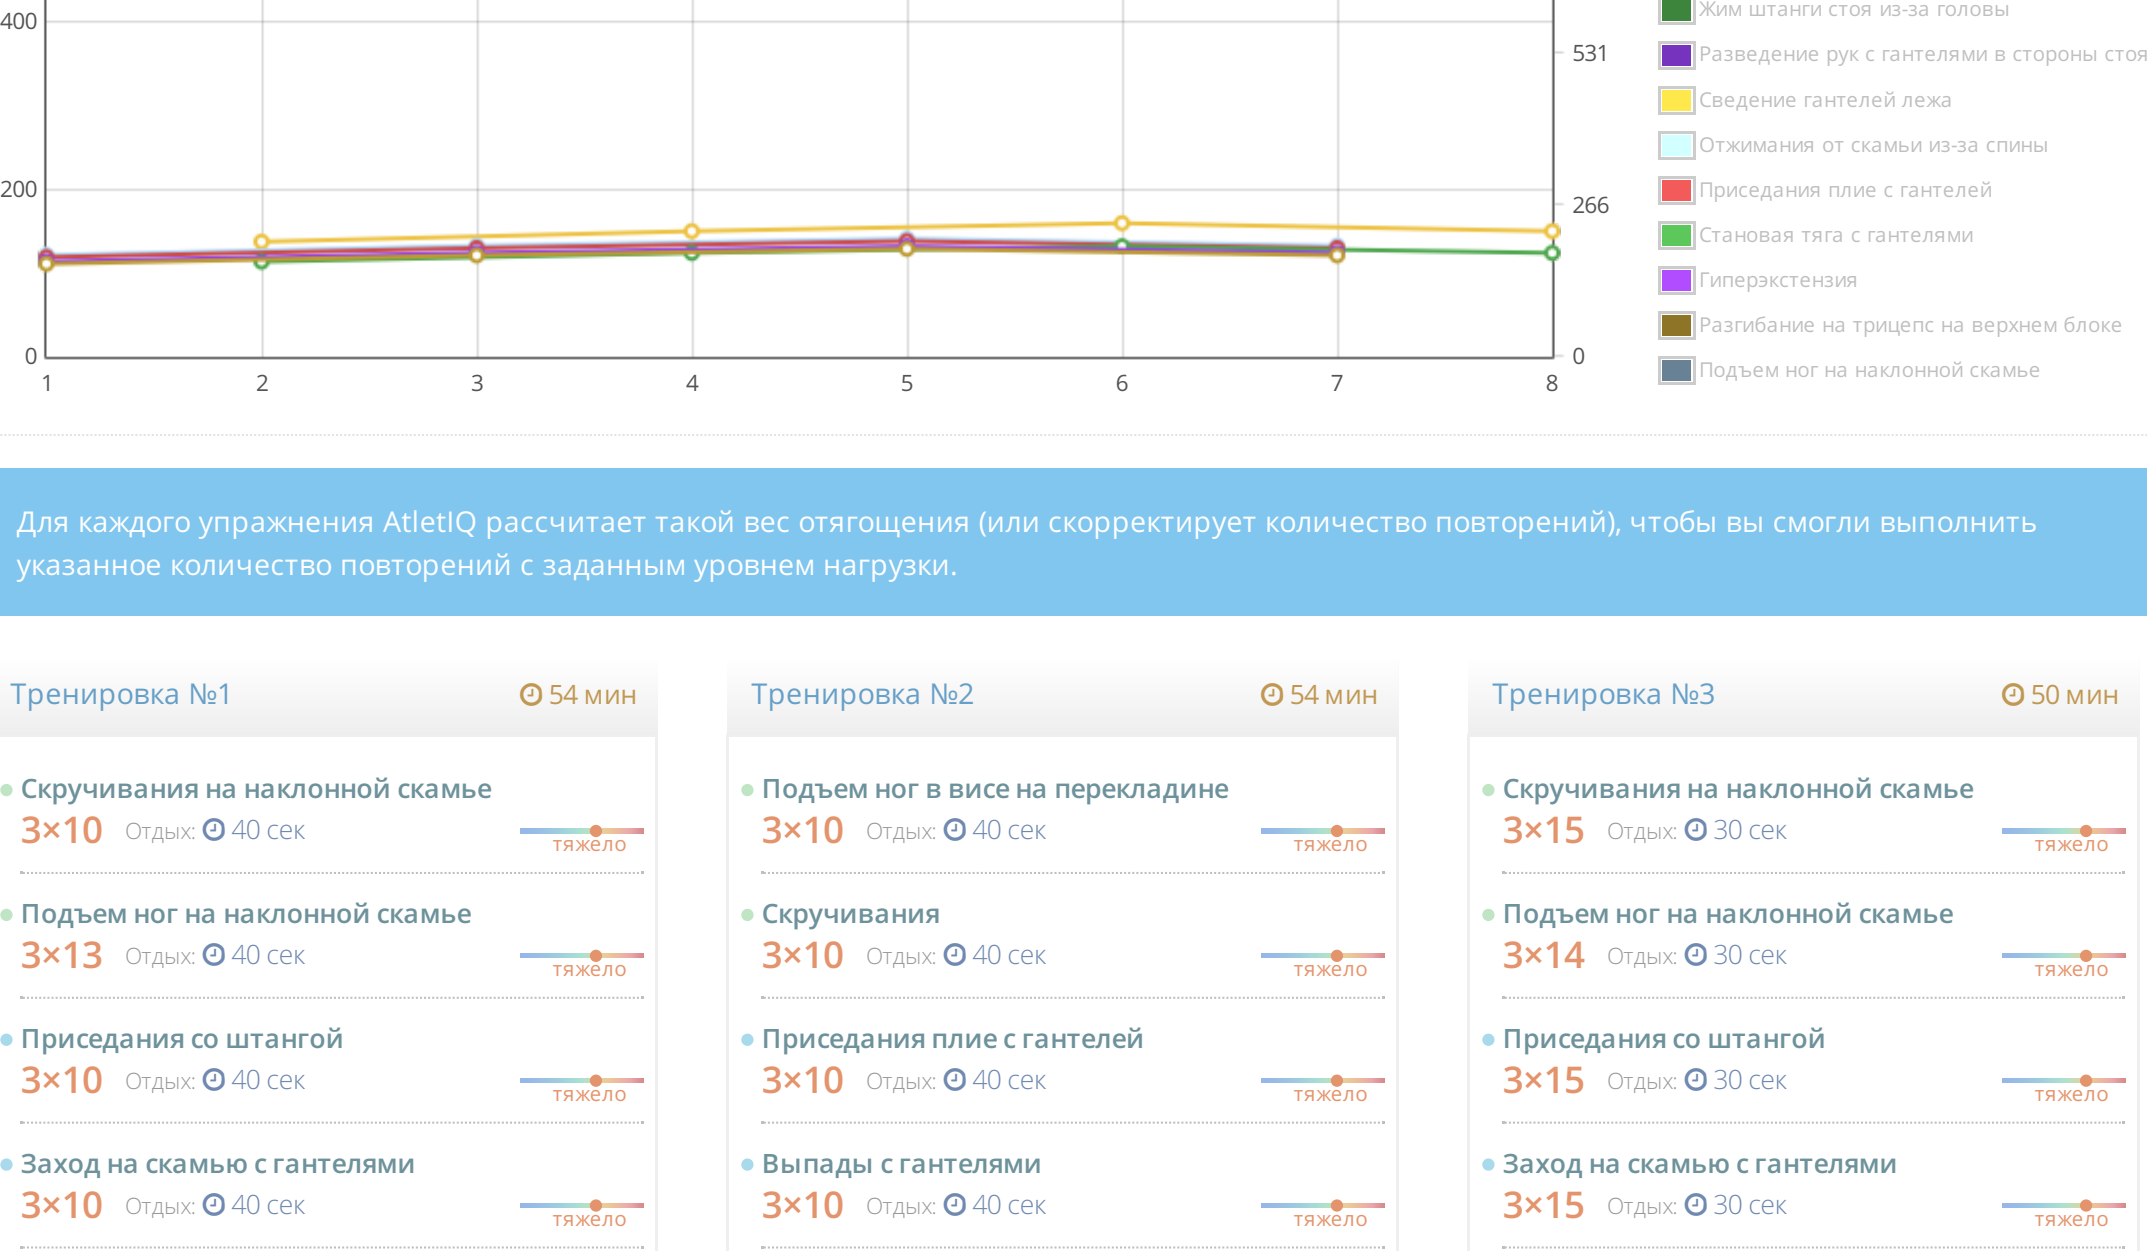 400
200
0
1 2 3 4 5 6 7 8
531
266
0
Жим штанги стоя из-за головы
Разведение рук с гантелями в стороны стоя
Сведение гантелей лежа
Отжимания от скамьи из-за спины
Приседания плие с гантелей
Становая тяга с гантелями
Гиперэкстензия
Разгибание на трицепс на верхнем блоке
Подъем ног на наклонной скамье
Для каждого упражнения AtletIQ рассчитает такой вес отягощения (или скорректирует количество повторений), чтобы вы смогли выполнить
указанное количество повторений с заданным уровнем нагрузки.
Тренировка №1 54 мин
Скручивания на наклонной скамье
3×10 Отдых: 40 сек
тяжело
Подъем ног на наклонной скамье
3×13 Отдых: 40 сек
тяжело
Приседания со штангой
3×10 Отдых: 40 сек
тяжело
Заход на скамью с гантелями
3×10 Отдых: 40 сек
тяжело
Тренировка №2 54 мин
Подъем ног в висе на перекладине
3×10 Отдых: 40 сек
тяжело
Скручивания
3×10 Отдых: 40 сек
тяжело
Приседания плие с гантелей
3×10 Отдых: 40 сек
тяжело
Выпады с гантелями
3×10 Отдых: 40 сек
тяжело
Тренировка №3 50 мин
Скручивания на наклонной скамье
3×15 Отдых: 30 сек
тяжело
Подъем ног на наклонной скамье
3×14 Отдых: 30 сек
тяжело
Приседания со штангой
3×15 Отдых: 30 сек
тяжело
Заход на скамью с гантелями
3×15 Отдых: 30 сек
тяжело